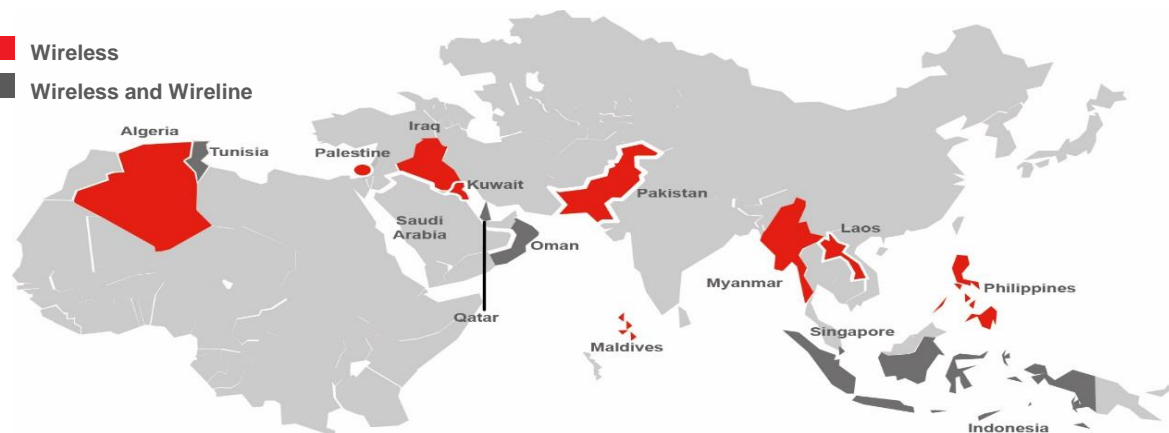 Wireless
Wireless and Wireline
Algeria
Tunisia
Palestine
Iraq
Kuwait
Saudi
Arabia
Qatar
Oman
Pakistan
Maldives
Myanmar
Laos
Philippines
Singapore
Indonesia